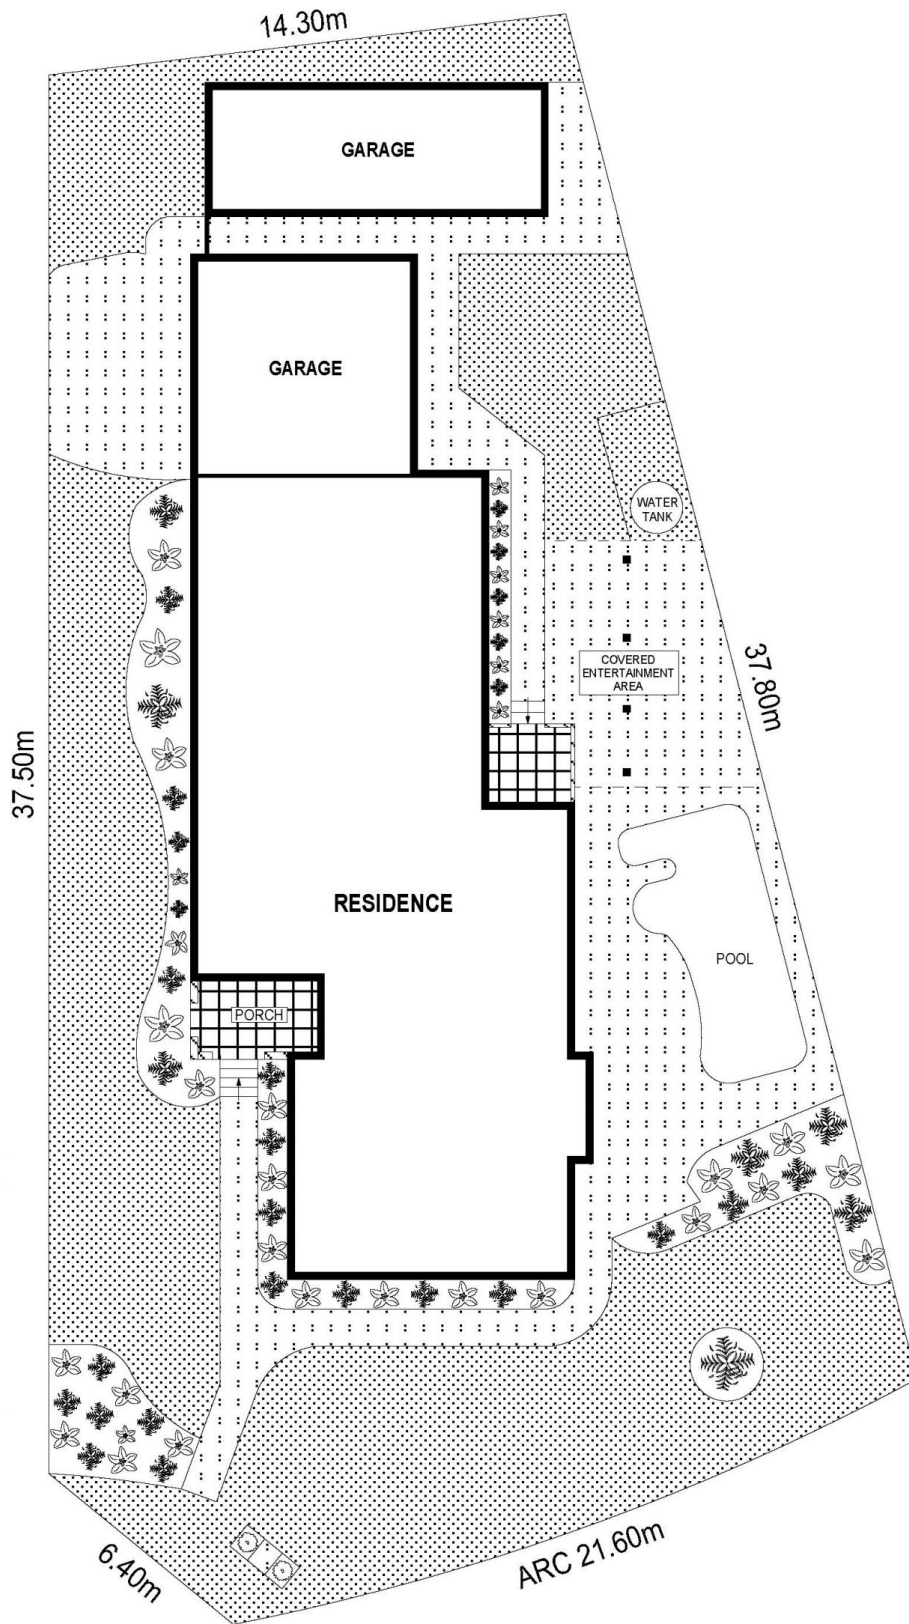 14.30m
GARAGE
GARAGE
WATER
TANK
COVERED
ENTERTAINMENT
AREA
37.80m
37.50m
RESIDENCE
POOL
PORCH
6.40m
ARC 21.60m